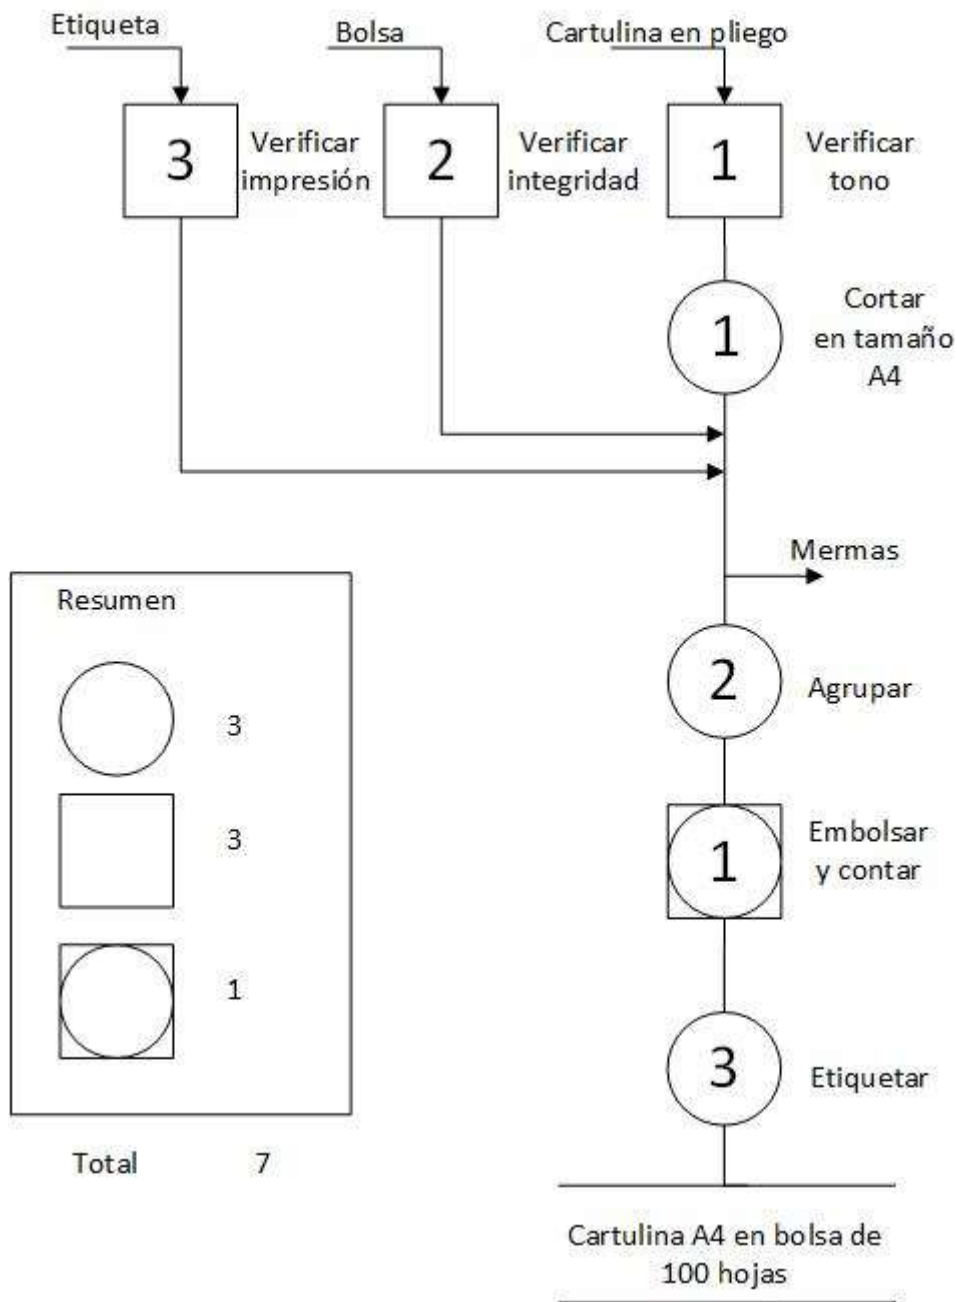 Etiqueta
Bolsa
Cartulina en pliego
3
Verificar
impresión
2
Verificar
integridad
1
Verificar
tono
1
Cortar
en tamaño
A4
Mermas
2
Agrupar
1
Embolsar
y contar
3
Etiquetar
Cartulina A4 en bolsa de
100 hojas
Resumen
3
3
1
Total 7